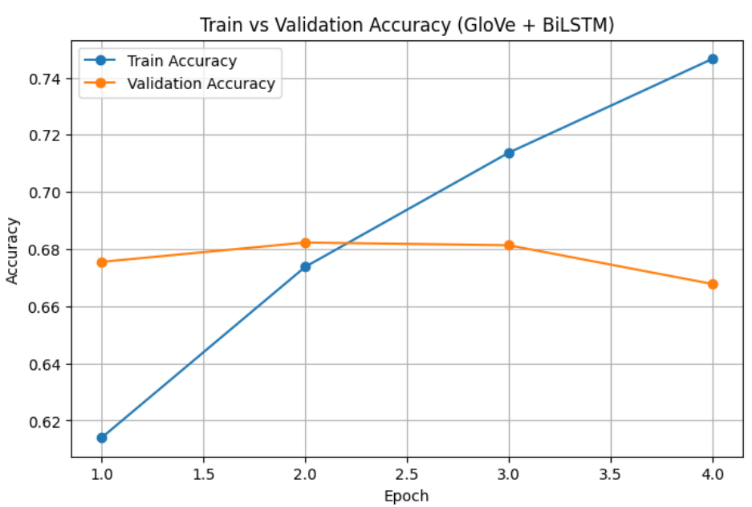 Train vs Validation Accuracy (GloVe + BiLSTM)
Train Accuracy
Validation Accuracy
Accuracy
0.74
0.72
0.70
0.68
0.66
0.64
0.62
1.0 1.5 2.0 2.5 3.0 3.5 4.0
Epoch